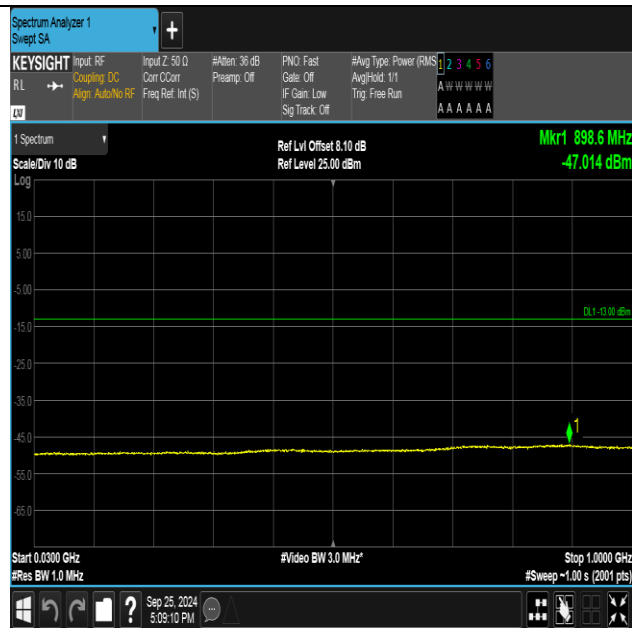 Spectrum Analyzer 1
Swept SA
+
KEYSIGHT
RL
LXI
Input: RF
Coupling: DC
Align: Auto/No RF
Input Z: 50 Ω
Corr CCorr
Freq Ref: Int (S)
#Atten: 36 dB
Preamp: Off
PNO: Fast
Gate: Off
IF Gain: Low
Sig Track: Off
#Avg Type: Power (RMS
Avg|Hold: 1/1
Trig: Free Run
1 2 3 4 5 6
A W W W W W
A A A A A A
1 Spectrum
Scale/Div 10 dB
Ref Lvl Offset 8.10 dB
Ref Level 25.00 dBm
Mkr1 898.6 MHz
-47.014 dBm
Log
15.0
5.00
-5.00
DL1 -13.00 dBm
-15.0
-25.0
-35.0
1
-45.0
-55.0
-65.0
Start 0.0300 GHz
#Video BW 3.0 MHz*
Stop 1.0000 GHz
#Res BW 1.0 MHz
#Sweep ~1.00 s (2001 pts)
?
Sep 25, 2024
5:09:10 PM